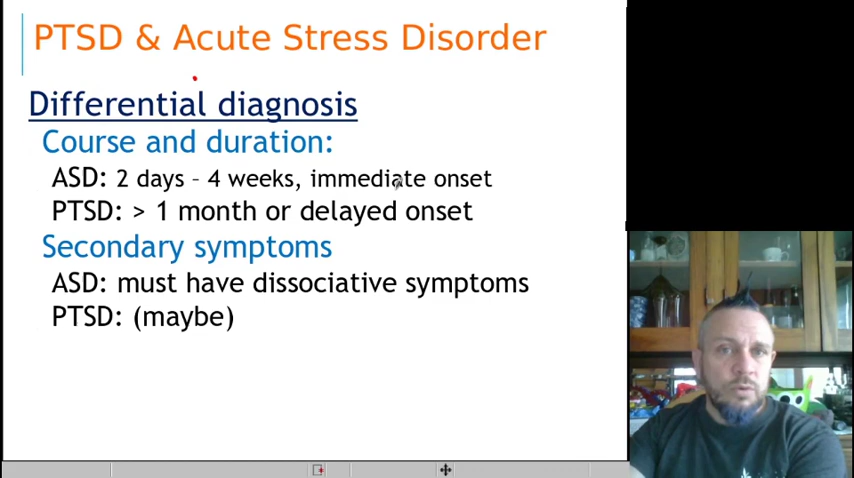 PTSD & Acute Stress Disorder
Differential diagnosis
Course and duration:
ASD: 2 days – 4 weeks, immediate onset
PTSD: > 1 month or delayed onset
Secondary symptoms
ASD: must have dissociative symptoms
PTSD: (maybe)